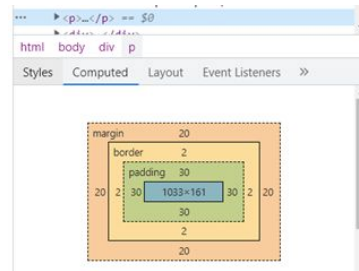 <p>…</p> == $0
html body div p
Styles Computed Layout Event Listeners »
margin 20
border 2
padding 30
20 2 30 1033×161 30 2 20
30
2
20